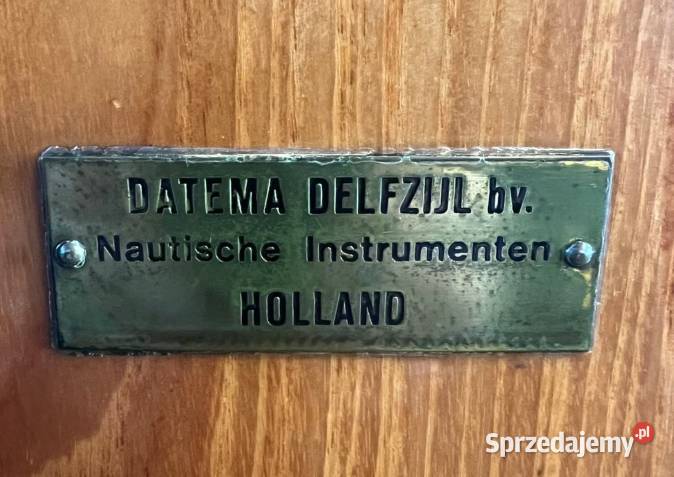 DATEMA DELFZIJL bv.
Nautische Instrumenten
HOLLAND
Sprzedajemy.pl